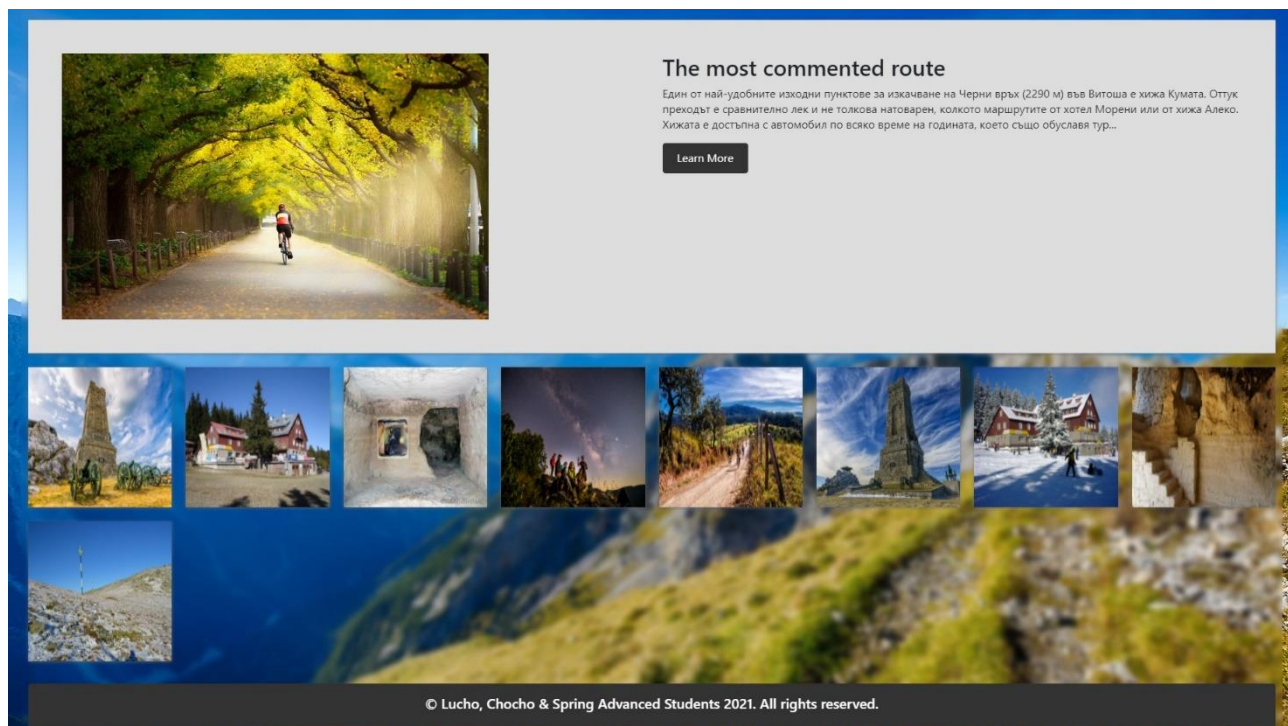 The most commented route
Един от най-удобните изходни пунктове за изкачване на Черни връх (2290 м) във Витоша е хижа Кумата. Оттук
преходът е сравнително лек и не толкова натоварен, колкото маршрутите от хотел Морени или от хижа Алеко.
Хижата е достъпна с автомобил по всяко време на годината, което също обуславя тур...
Learn More
© Lucho, Chocho & Spring Advanced Students 2021. All rights reserved.